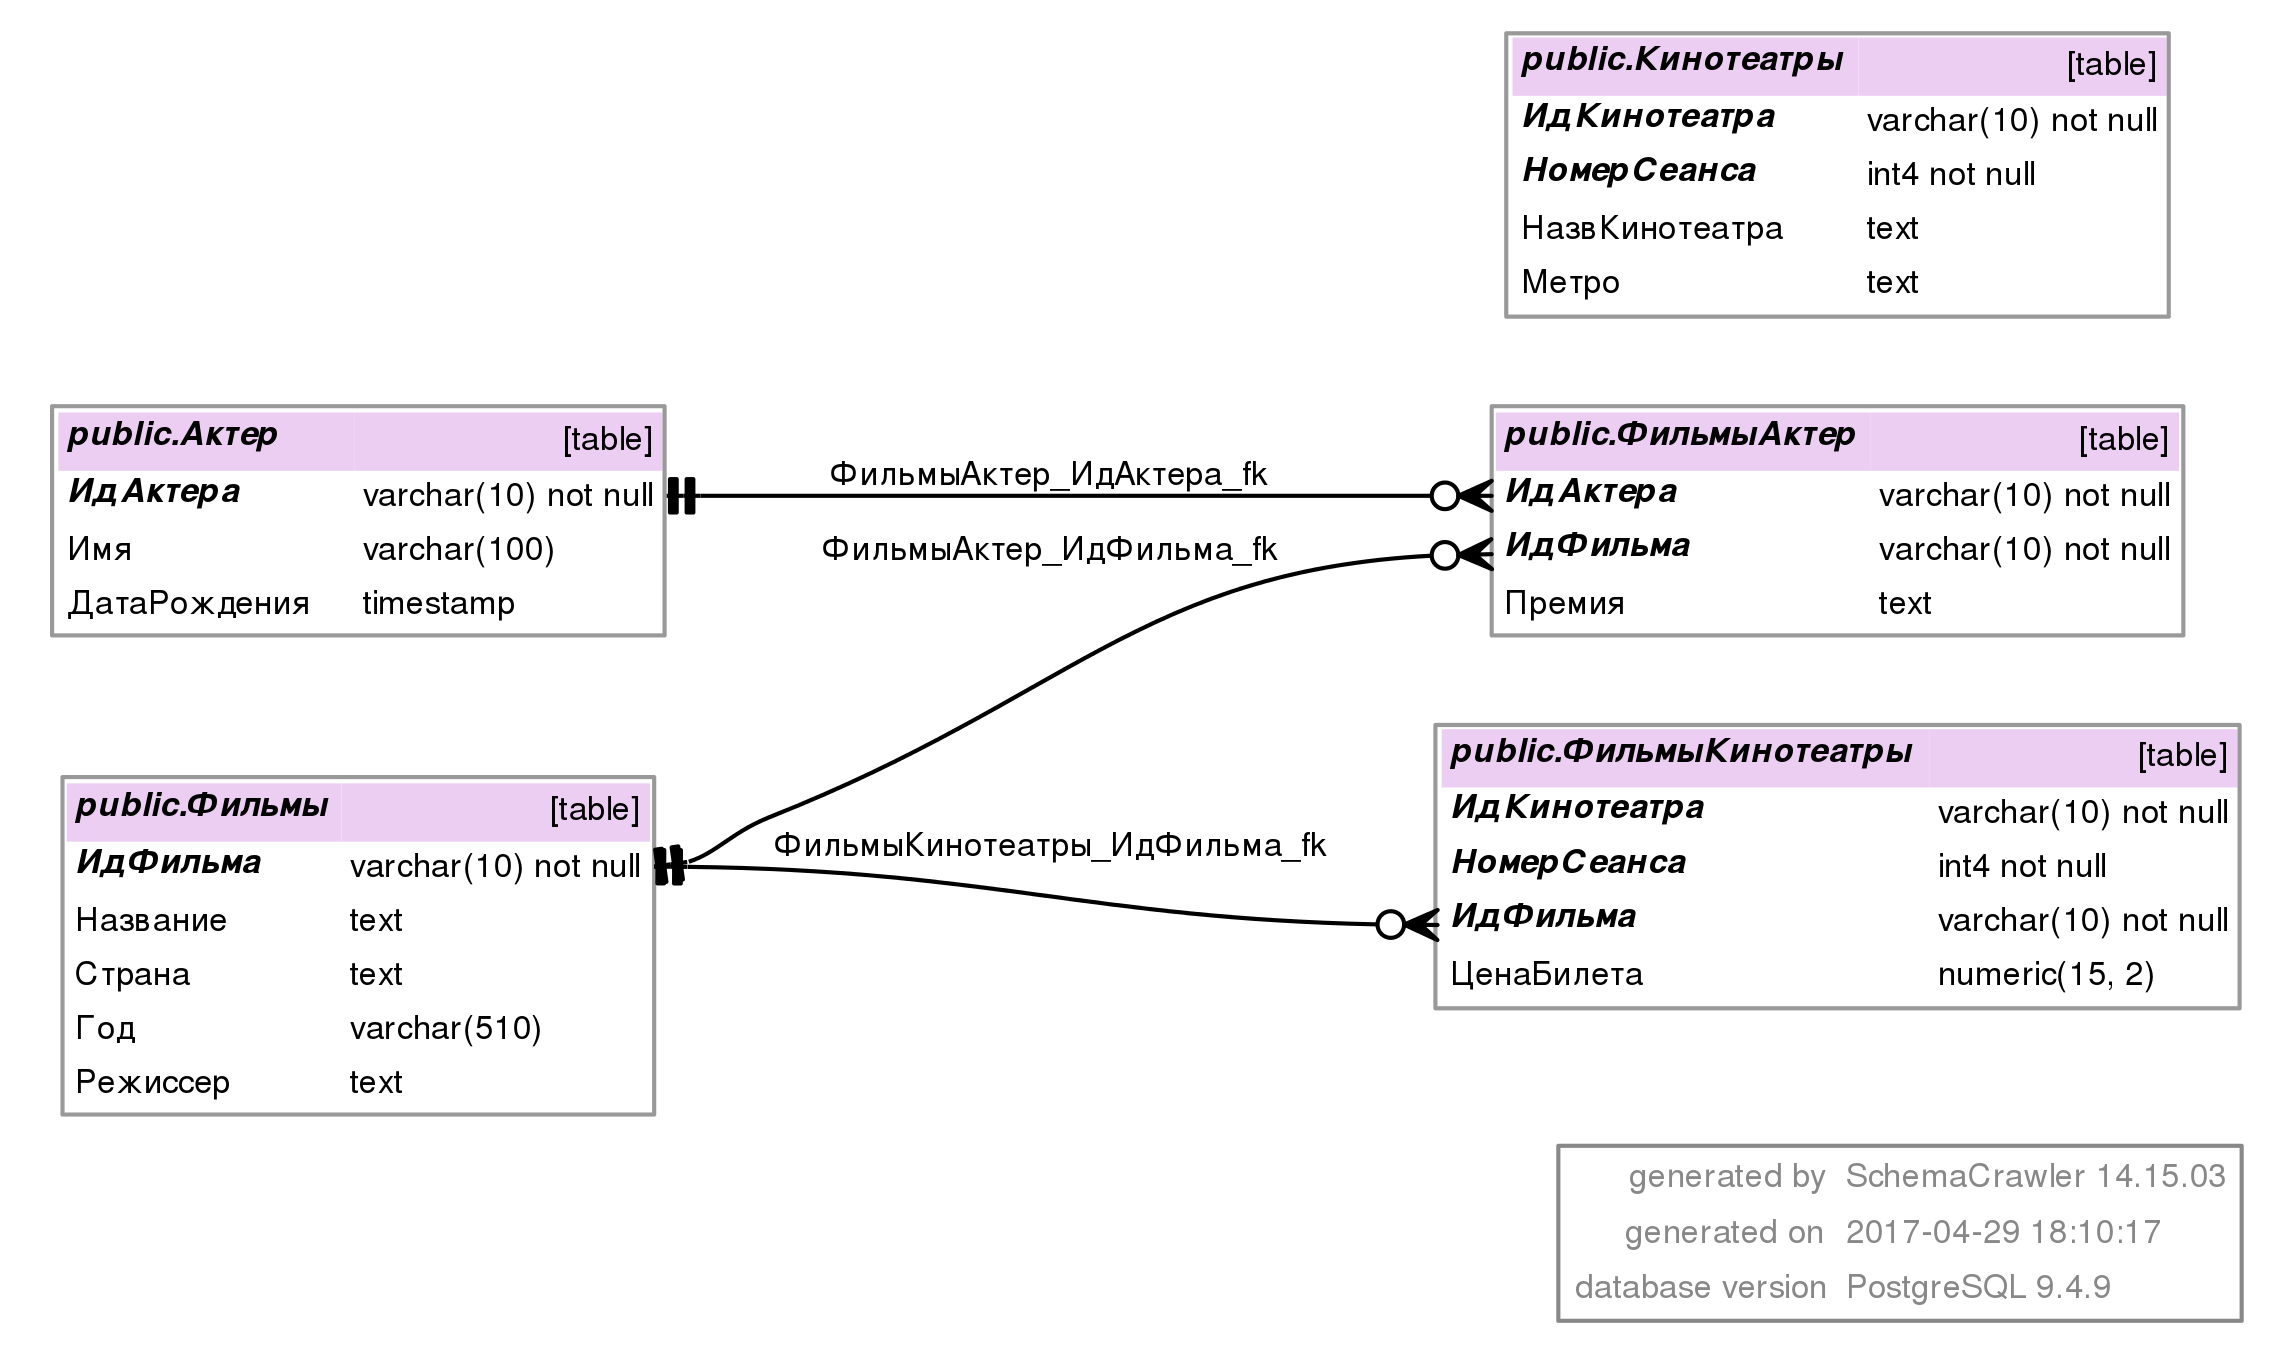 public.Кинотеатры [table]
ИдКинотеатра varchar(10) not null
НомерСеанса int4 not null
НазвКинотеатра text
Метро text
public.Актер [table]
ИдАктера varchar(10) not null
Имя varchar(100)
ДатаРождения timestamp
ФильмыАктер_ИдАктера_fk
ФильмыАктер_ИдФильма_fk
public.ФильмыАктер [table]
ИдАктера varchar(10) not null
ИдФильма varchar(10) not null
Премия text
public.Фильмы [table]
ИдФильма varchar(10) not null
Название text
Страна text
Год varchar(510)
Режиссер text
ФильмыКинотеатры_ИдФильма_fk
public.ФильмыКинотеатры [table]
ИдКинотеатра varchar(10) not null
НомерСеанса int4 not null
ИдФильма varchar(10) not null
ЦенаБилета numeric(15, 2)
generated by SchemaCrawler 14.15.03
generated on 2017-04-29 18:10:17
database version PostgreSQL 9.4.9